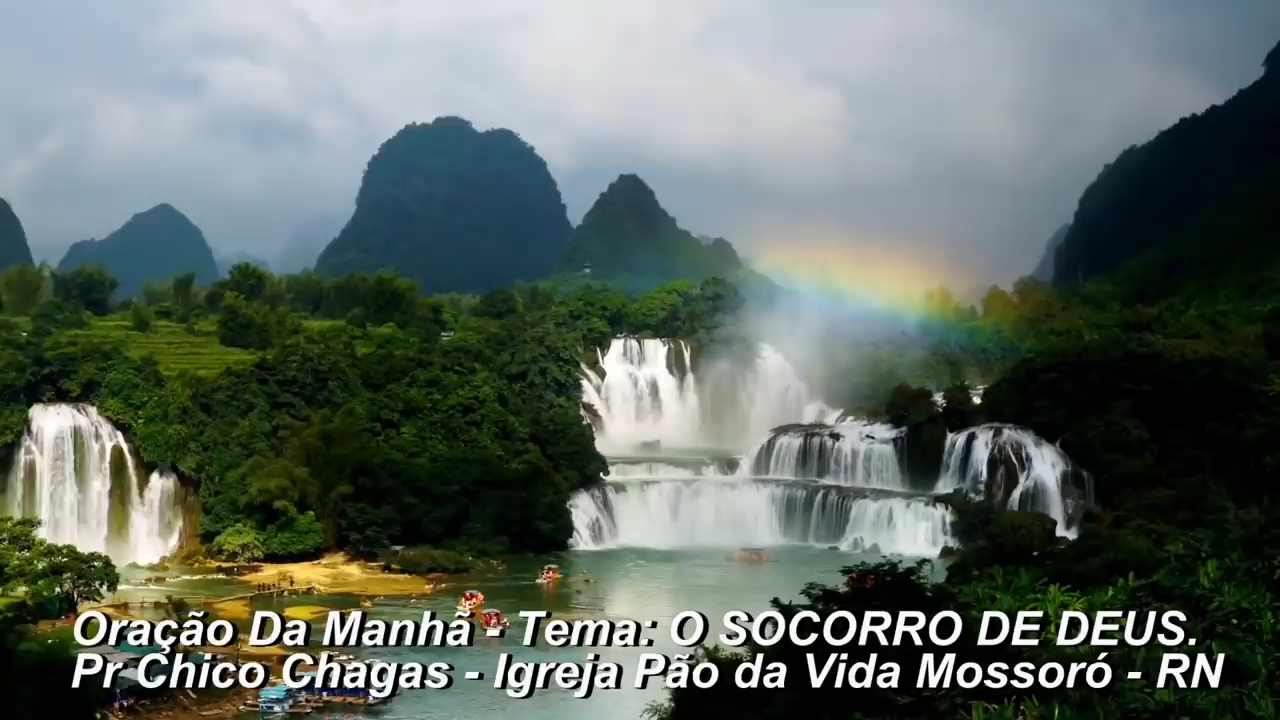 Oração Da Manhã - Tema: O SOCORRO DE DEUS.
Pr Chico Chagas - Igreja Pão da Vida Mossoró - RN